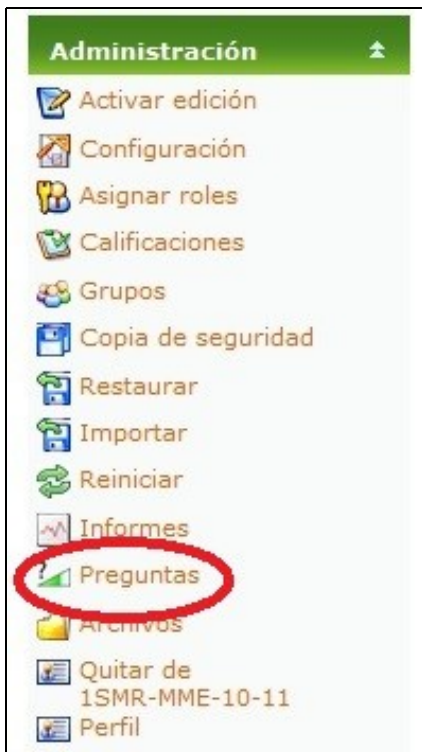 Administración
Activar edición
Configuración
Asignar roles
Calificaciones
Grupos
Copia de seguridad
Restaurar
Importar
Reiniciar
Informes
Preguntas
Archivos
Quitar de
1SMR-MME-10-11
Perfil